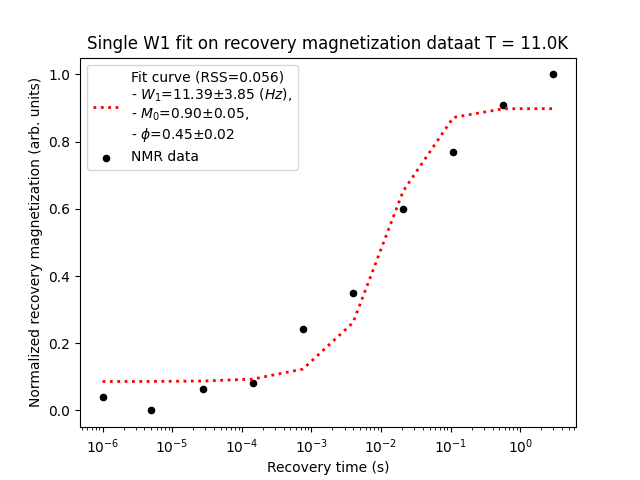 Single W1 fit on recovery magnetization dataat T = 11.0K
Normalized recovery magnetization (arb. units)
1.0
0.8
0.6
0.4
0.2
0.0
Fit curve (RSS=0.056)
- W₁=11.39±3.85 (Hz),
- M₀=0.90±0.05,
- ϕ=0.45±0.02
NMR data
10⁻⁶ 10⁻⁵ 10⁻⁴ 10⁻³ 10⁻² 10⁻¹ 10⁰
Recovery time (s)